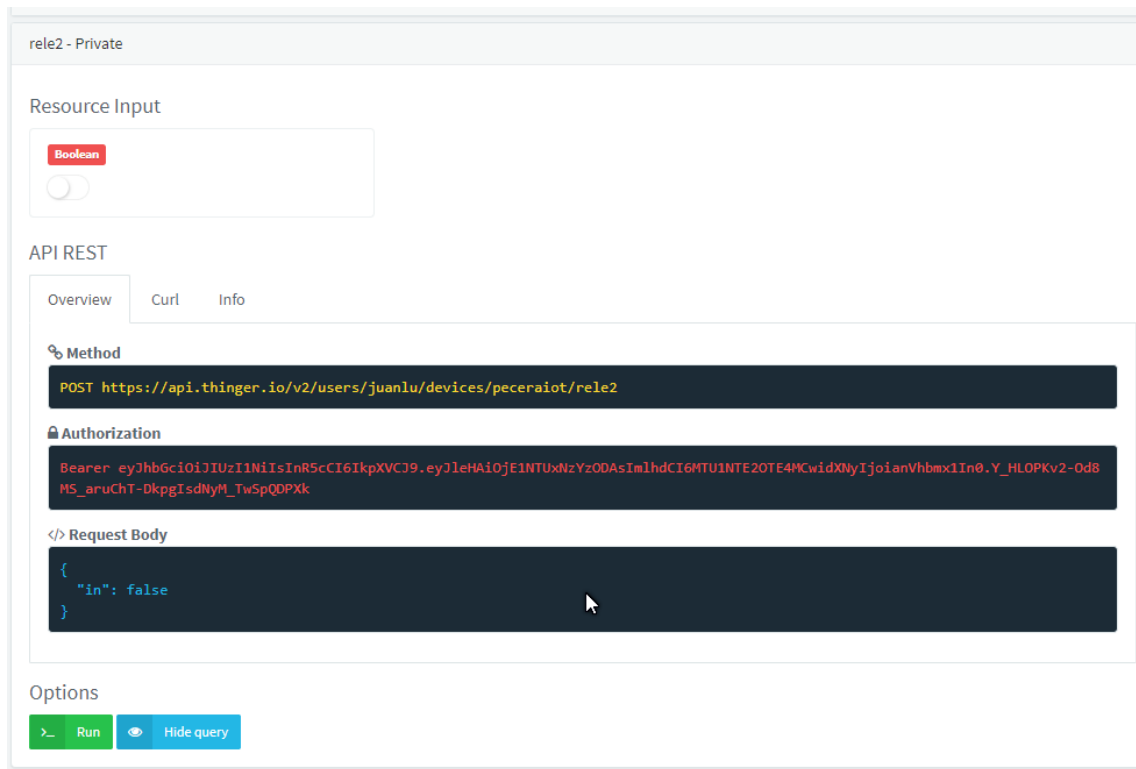 rele2 - Private
Resource Input
Boolean
API REST
Overview Curl Info
Method
POST https://api.thinger.io/v2/users/juanlu/devices/peceraiot/rele2
Authorization
Bearer eyJhbGciOiJIUzI1NiIsInR5cCI6IkpXVCJ9.eyJleHAiOjE1NTUxNzYzODAsImlhdCI6MTU1NTE2OTE4MCwidXNyIjoianVhbmx1In0.Y_HLOPKv2-Od8
MS_aruChT-DkpgIsdNyM_TwSpQDPXk
</> Request Body
{
"in": false
}
Options
>_ Run Hide query